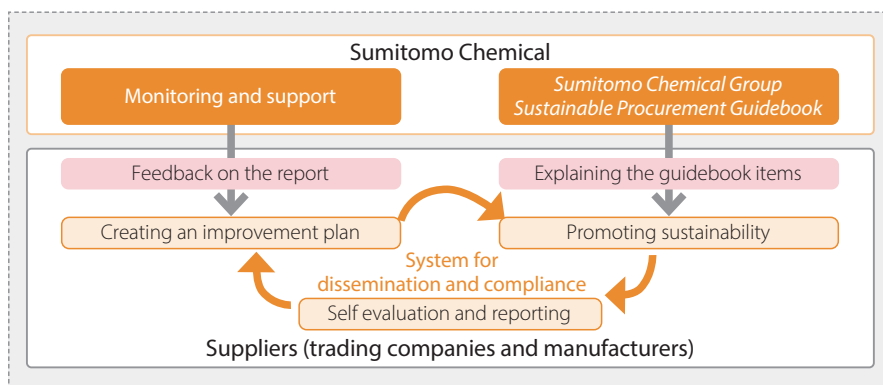 Sumitomo Chemical
Monitoring and support
Sumitomo Chemical Group
Sustainable Procurement Guidebook
Feedback on the report
Explaining the guidebook items
Creating an improvement plan
Promoting sustainability
System for
dissemination and compliance
Self evaluation and reporting
Suppliers (trading companies and manufacturers)